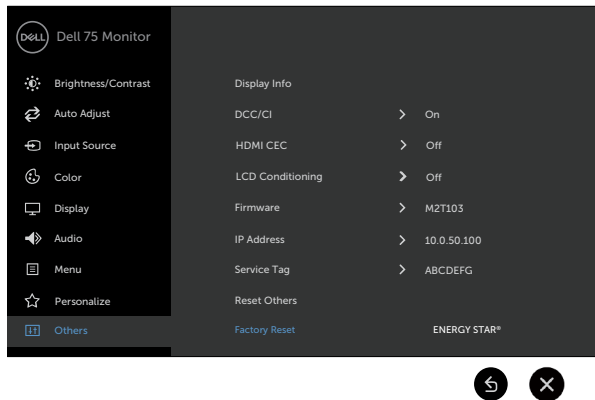 DELL Dell 75 Monitor
Brightness/Contrast
Display Info
Auto Adjust
DCC/CI > On
Input Source
HDMI CEC > Off
Color
LCD Conditioning > Off
Display
Firmware > M2T103
Audio
IP Address > 10.0.50.100
Menu
Service Tag > ABCDEFG
Personalize
Reset Others
Others
Factory Reset ENERGY STAR®